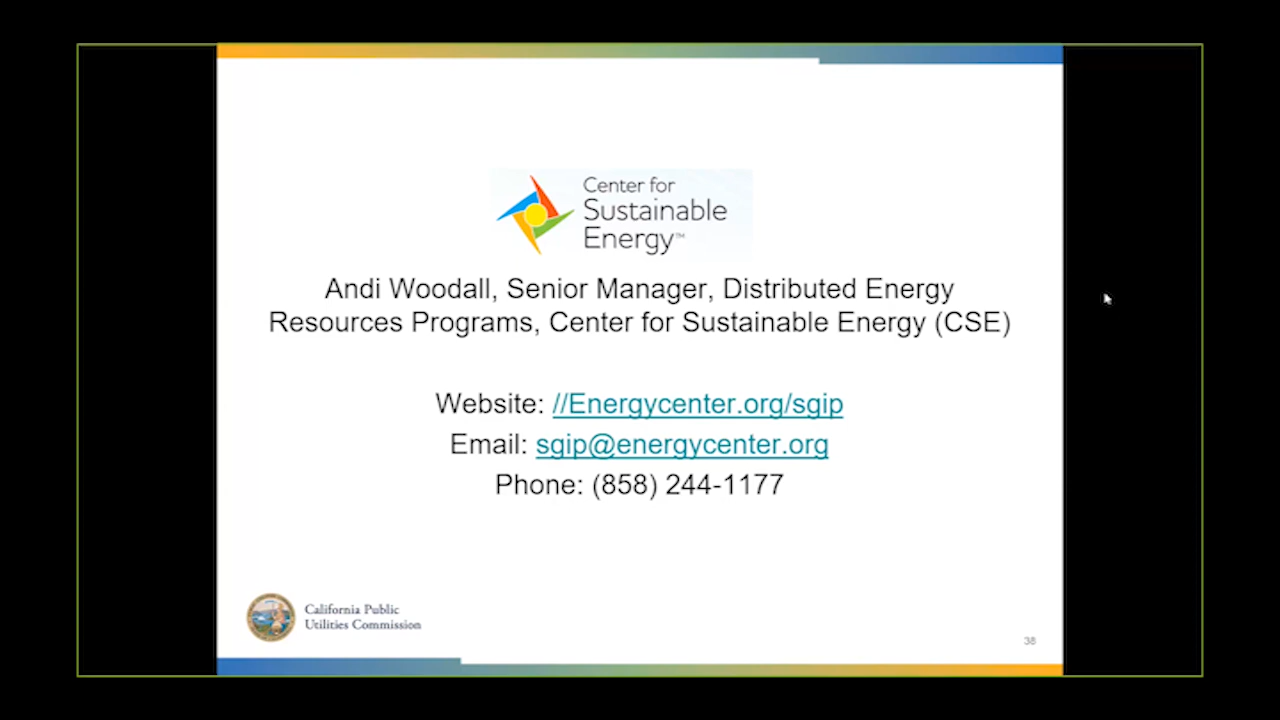 Center for
Sustainable
Energy™
Andi Woodall, Senior Manager, Distributed Energy
Resources Programs, Center for Sustainable Energy (CSE)
Website: //Energycenter.org/sgip
Email: sgip@energycenter.org
Phone: (858) 244-1177
California Public
Utilities Commission
38